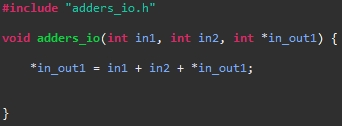 #include "adders_io.h"
void adders_io(int in1, int in2, int *in_out1) {
*in_out1 = in1 + in2 + *in_out1;
}